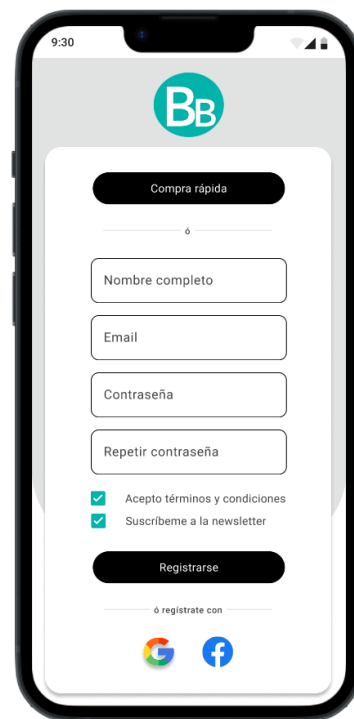 9:30
BB
Compra rápida
ó
Nombre completo
Email
Contraseña
Repetir contraseña
Acepto términos y condiciones
Suscríbeme a la newsletter
Registrarse
ó regístrate con